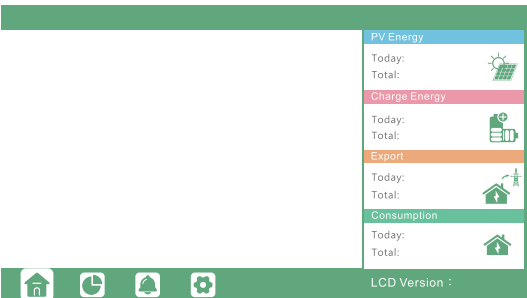 PV Energy
Today:
Total:
Charge Energy
Today:
Total:
Export
Today:
Total:
Consumption
Today:
Total:
LCD Version：